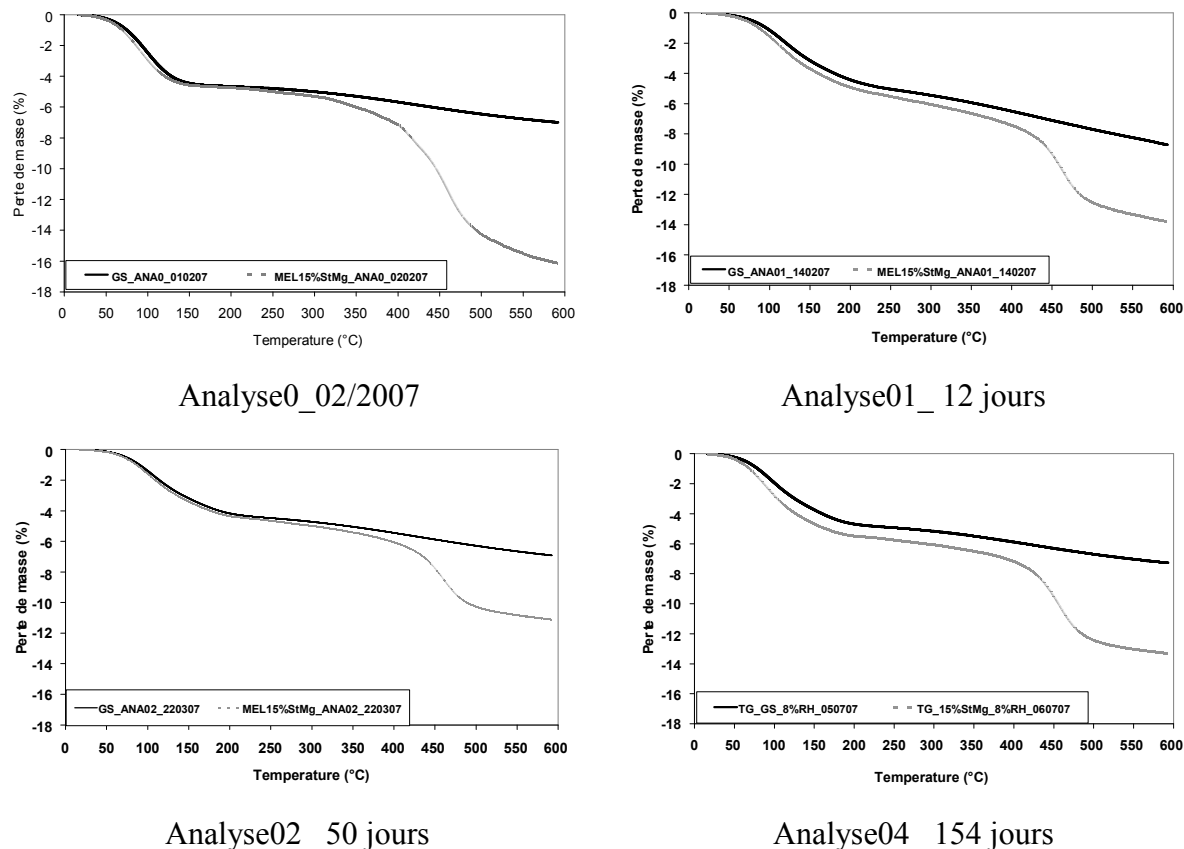 0
-2
-4
-6
-8
-10
-12
-14
-16
-18
Perte de masse (%)
GS_ANA0_010207 MEL15%StMg_ANA0_020207
0 50 100 150 200 250 300 350 400 450 500 550 600
Temperature (°C)
Analyse0_02/2007
0
-2
-4
-6
-8
-10
-12
-14
-16
-18
Perte de masse (%)
GS_ANA01_140207 MEL15%StMg_ANA01_140207
0 50 100 150 200 250 300 350 400 450 500 550 600
Temperature (°C)
Analyse01_ 12 jours
0
-2
-4
-6
-8
-10
-12
-14
-16
-18
Perte de masse (%)
GS_ANA02_220307 MEL15%StMg_ANA02_220307
0 50 100 150 200 250 300 350 400 450 500 550 600
Temperature (°C)
Analyse02 50 jours
0
-2
-4
-6
-8
-10
-12
-14
-16
-18
Perte de masse (%)
TG_GS_8%RH_050707 TG_15%StMg_8%RH_060707
0 50 100 150 200 250 300 350 400 450 500 550 600
Temperature (°C)
Analyse04 154 jours